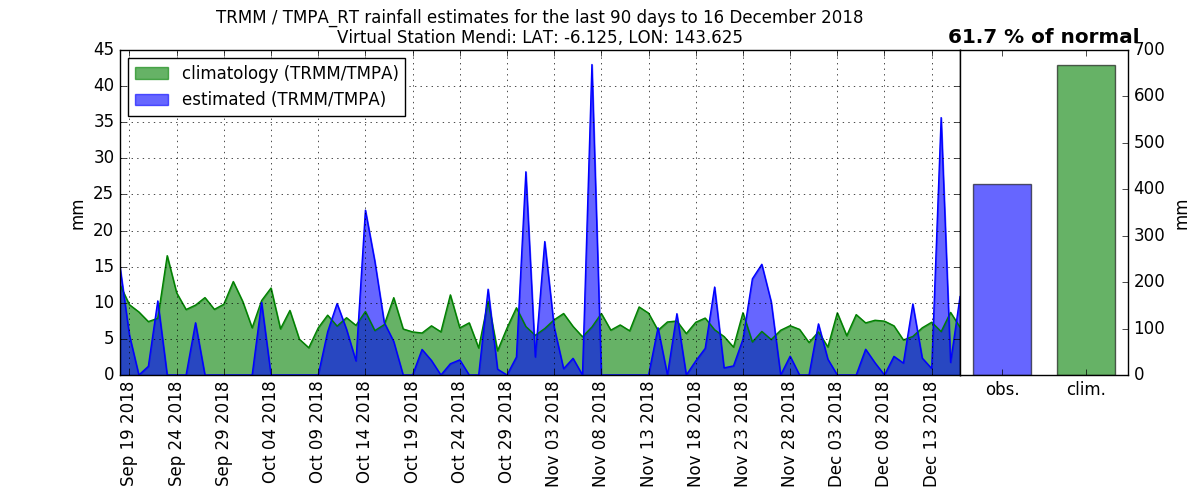 TRMM / TMPA_RT rainfall estimates for the last 90 days to 16 December 2018
Virtual Station Mendi: LAT: -6.125, LON: 143.625
61.7 % of normal
climatology (TRMM/TMPA)
estimated (TRMM/TMPA)
45
40
35
30
25
20
15
10
5
0
mm
700
600
500
400
300
200
100
0
mm
obs.
clim.
Sep 19 2018
Sep 24 2018
Sep 29 2018
Oct 04 2018
Oct 09 2018
Oct 14 2018
Oct 19 2018
Oct 24 2018
Oct 29 2018
Nov 03 2018
Nov 08 2018
Nov 13 2018
Nov 18 2018
Nov 23 2018
Nov 28 2018
Dec 03 2018
Dec 08 2018
Dec 13 2018